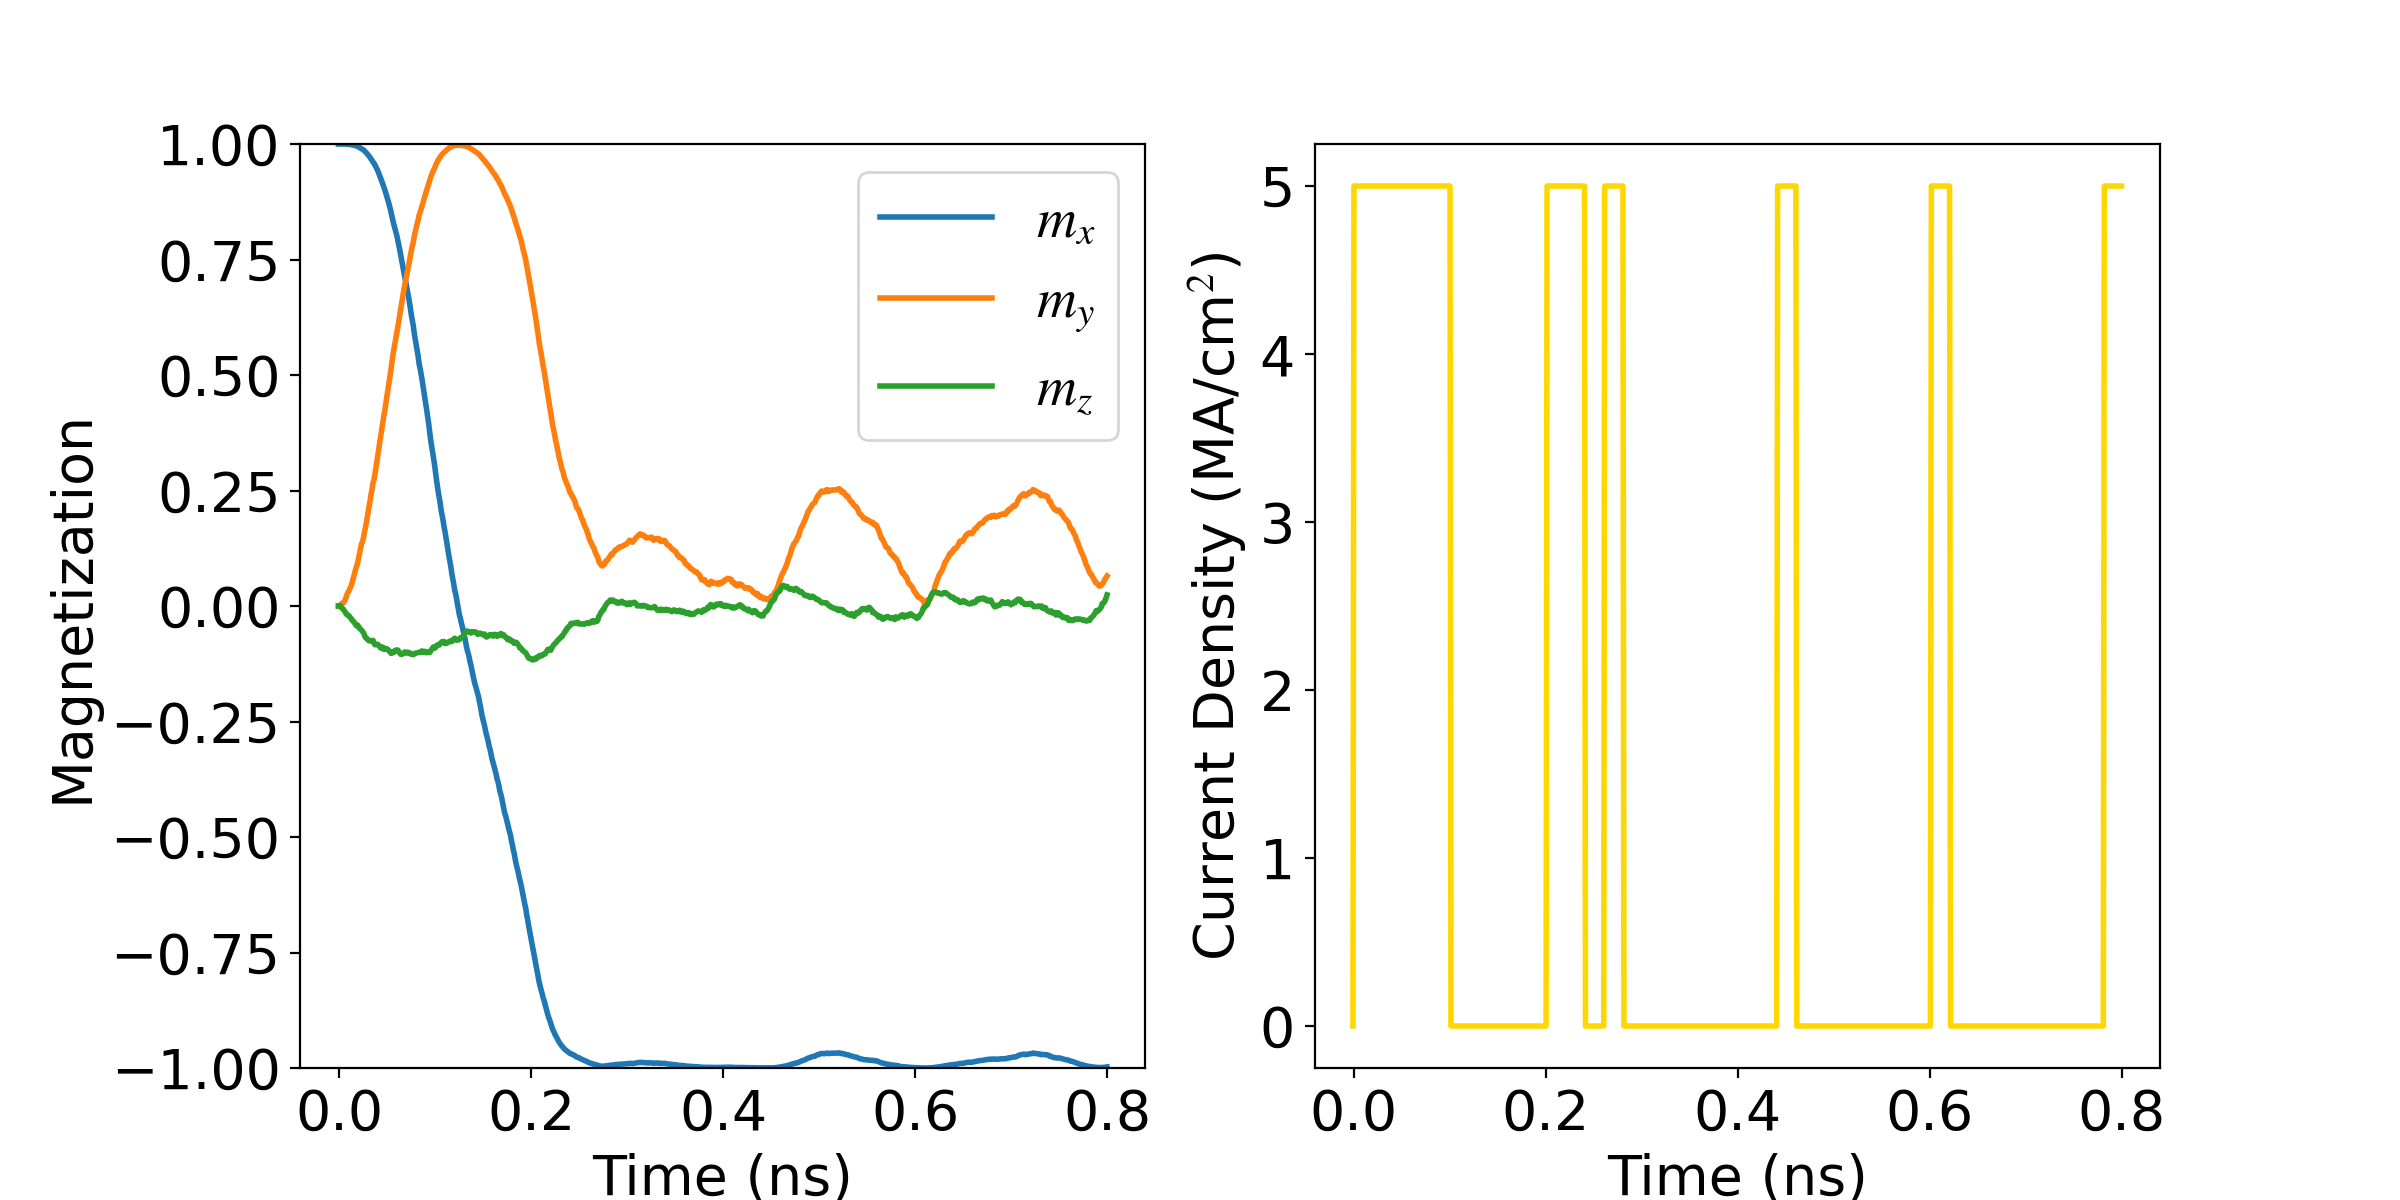 1.00
0.75
0.50
0.25
0.00
−0.25
−0.50
−0.75
−1.00
Magnetization
0.0 0.2 0.4 0.6 0.8
Time (ns)
m_x
m_y
m_z
5
4
3
2
1
0
Current Density (MA/cm²)
0.0 0.2 0.4 0.6 0.8
Time (ns)